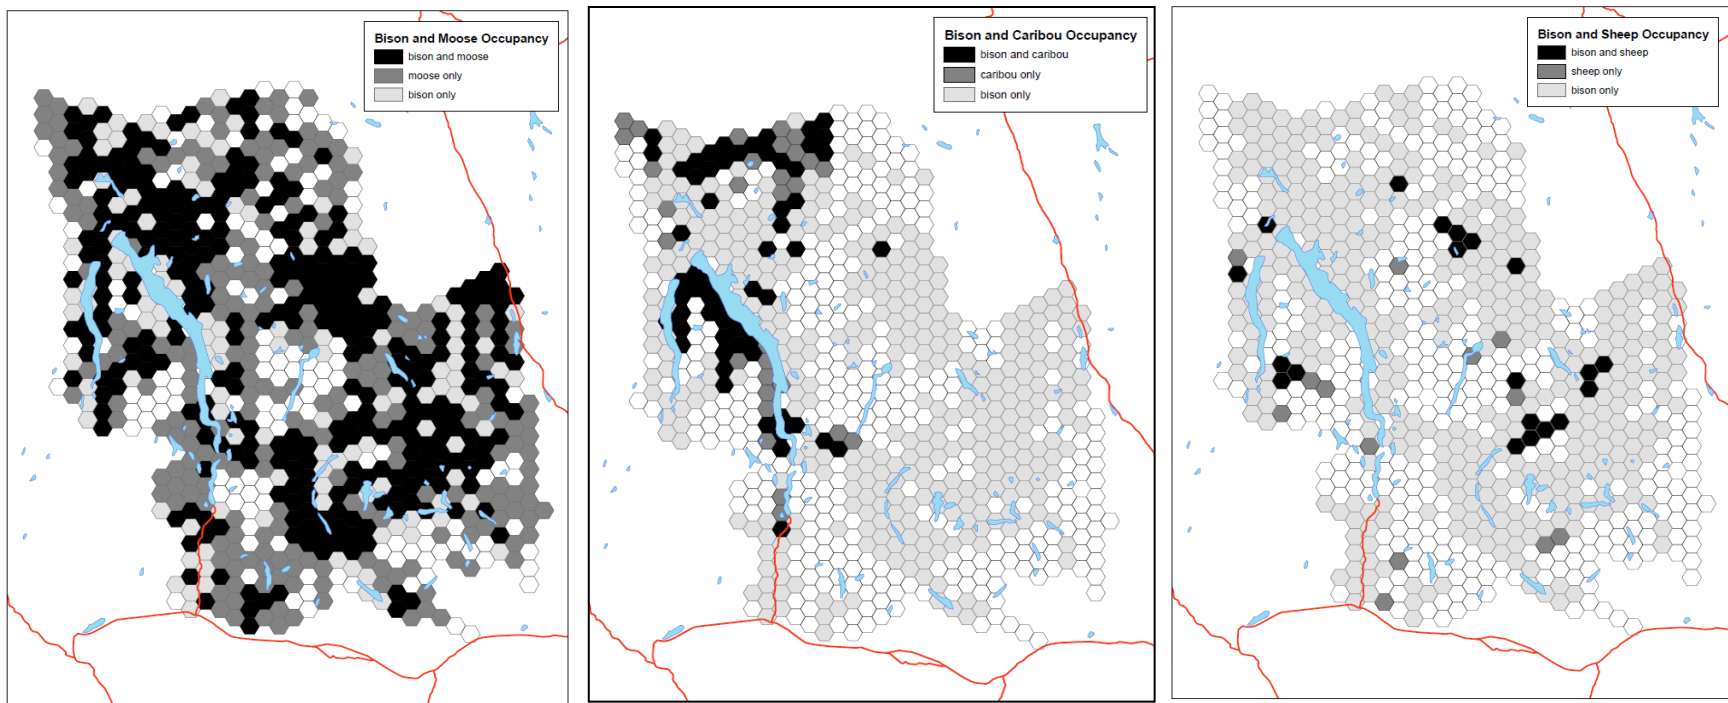 Bison and Moose Occupancy
bison and moose
moose only
bison only
Bison and Caribou Occupancy
bison and caribou
caribou only
bison only
Bison and Sheep Occupancy
bison and sheep
sheep only
bison only